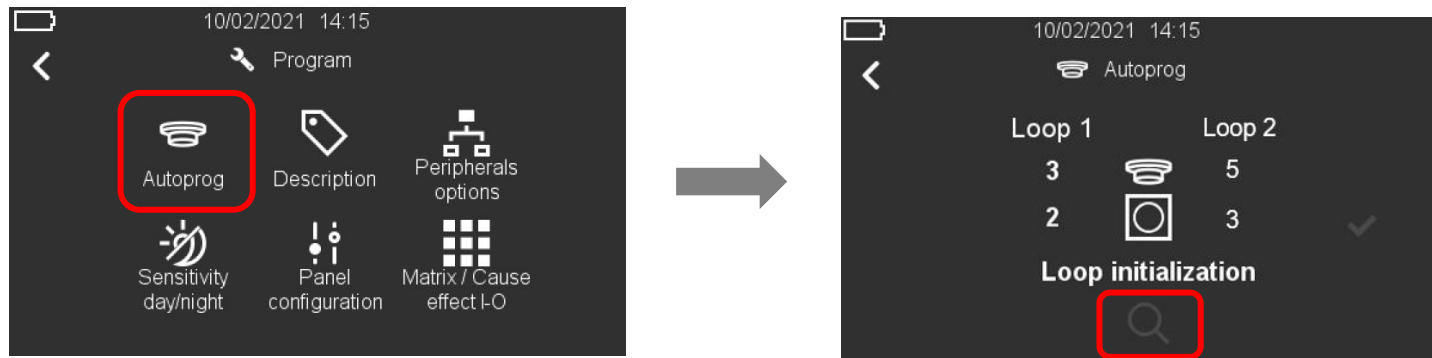 10/02/2021 14:15
Program
Autoprog
Description
Peripherals
options
Sensitivity
day/night
Panel
configuration
Matrix / Cause
effect I-O
10/02/2021 14:15
Autoprog
Loop 1 Loop 2
3 5
2 3
Loop initialization